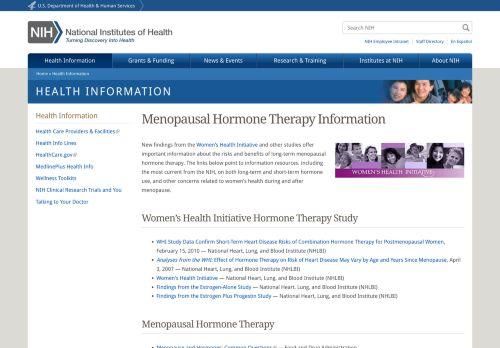 U.S. Department of Health & Human Services
NIH National Institutes of Health
Turning Discovery Into Health
Search NIH
NIH Employee Intranet | Staff Directory | En Español
Health Information
Grants & Funding
News & Events
Research & Training
Institutes at NIH
About NIH
Home » Health Information
HEALTH INFORMATION
Health Information
Health Care Providers & Facilities
Health Info Lines
HealthCare.gov
MedlinePlus Health Info
Wellness Toolkits
NIH Clinical Research Trials and You
Talking to Your Doctor
Menopausal Hormone Therapy Information
New findings from the Women's Health Initiative and other studies offer
important information about the risks and benefits of long-term menopausal
hormone therapy. The links below point to information resources, including
the most current from the NIH, on both long-term and short-term hormone
use, and other concerns related to women's health during and after
menopause.
WOMEN'S HEALTH INITIATIVE
Women's Health Initiative Hormone Therapy Study
• WHI Study Data Confirm Short-Term Heart Disease Risks of Combination Hormone Therapy for Postmenopausal Women,
February 15, 2010 — National Heart, Lung, and Blood Institute (NHLBI)
• Analyses from the WHI: Effect of Hormone Therapy on Risk of Heart Disease May Vary by Age and Years Since Menopause, April
3, 2007 — National Heart, Lung, and Blood Institute (NHLBI)
• Women's Health Initiative — National Heart, Lung, and Blood Institute (NHLBI)
• Findings from the Estrogen-Alone Study — National Heart, Lung, and Blood Institute (NHLBI)
• Findings from the Estrogen Plus Progestin Study — National Heart, Lung, and Blood Institute (NHLBI)
Menopausal Hormone Therapy
• Menopause and Hormones: Common Questions — Food and Drug Administration